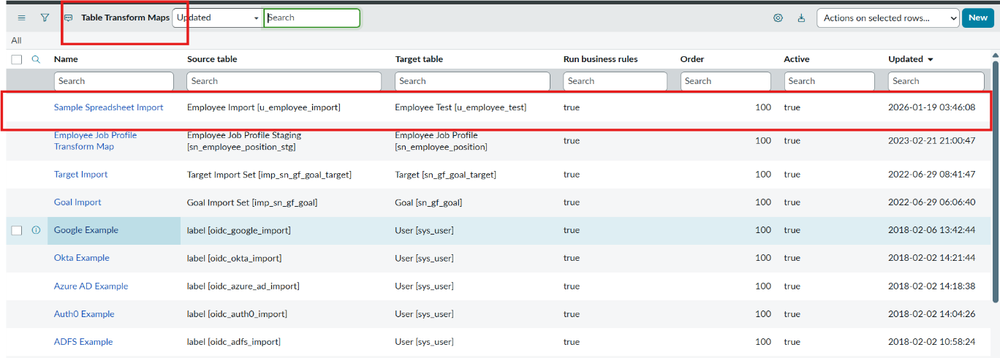 Table Transform Maps Updated Search Actions on selected rows... New
All
Name Source table Target table Run business rules Order Active Updated
Search Search Search Search Search Search Search
Sample Spreadsheet Import Employee Import [u_employee_import] Employee Test [u_employee_test] true 100 true 2026-01-19 03:46:08
Employee Job Profile Employee Job Profile Staging Employee Job Profile true 100 true 2023-02-21 21:00:47
Transform Map [sn_employee_position_stg] [sn_employee_position]
Target Import Target Import Set [imp_sn_gf_goal_target] Target [sn_gf_goal_target] true 100 true 2022-06-29 08:41:47
Goal Import Goal Import Set [imp_sn_gf_goal] Goal [sn_gf_goal] true 100 true 2022-06-29 06:06:40
Google Example label [oidc_google_import] User [sys_user] true 100 true 2018-02-06 13:42:44
Okta Example label [oidc_okta_import] User [sys_user] true 100 true 2018-02-02 14:21:44
Azure AD Example label [oidc_azure_ad_import] User [sys_user] true 100 true 2018-02-02 14:18:38
Auth0 Example label [oidc_auth0_import] User [sys_user] true 100 true 2018-02-02 14:04:26
ADFS Example label [oidc_adfs_import] User [sys_user] true 100 true 2018-02-02 10:58:24